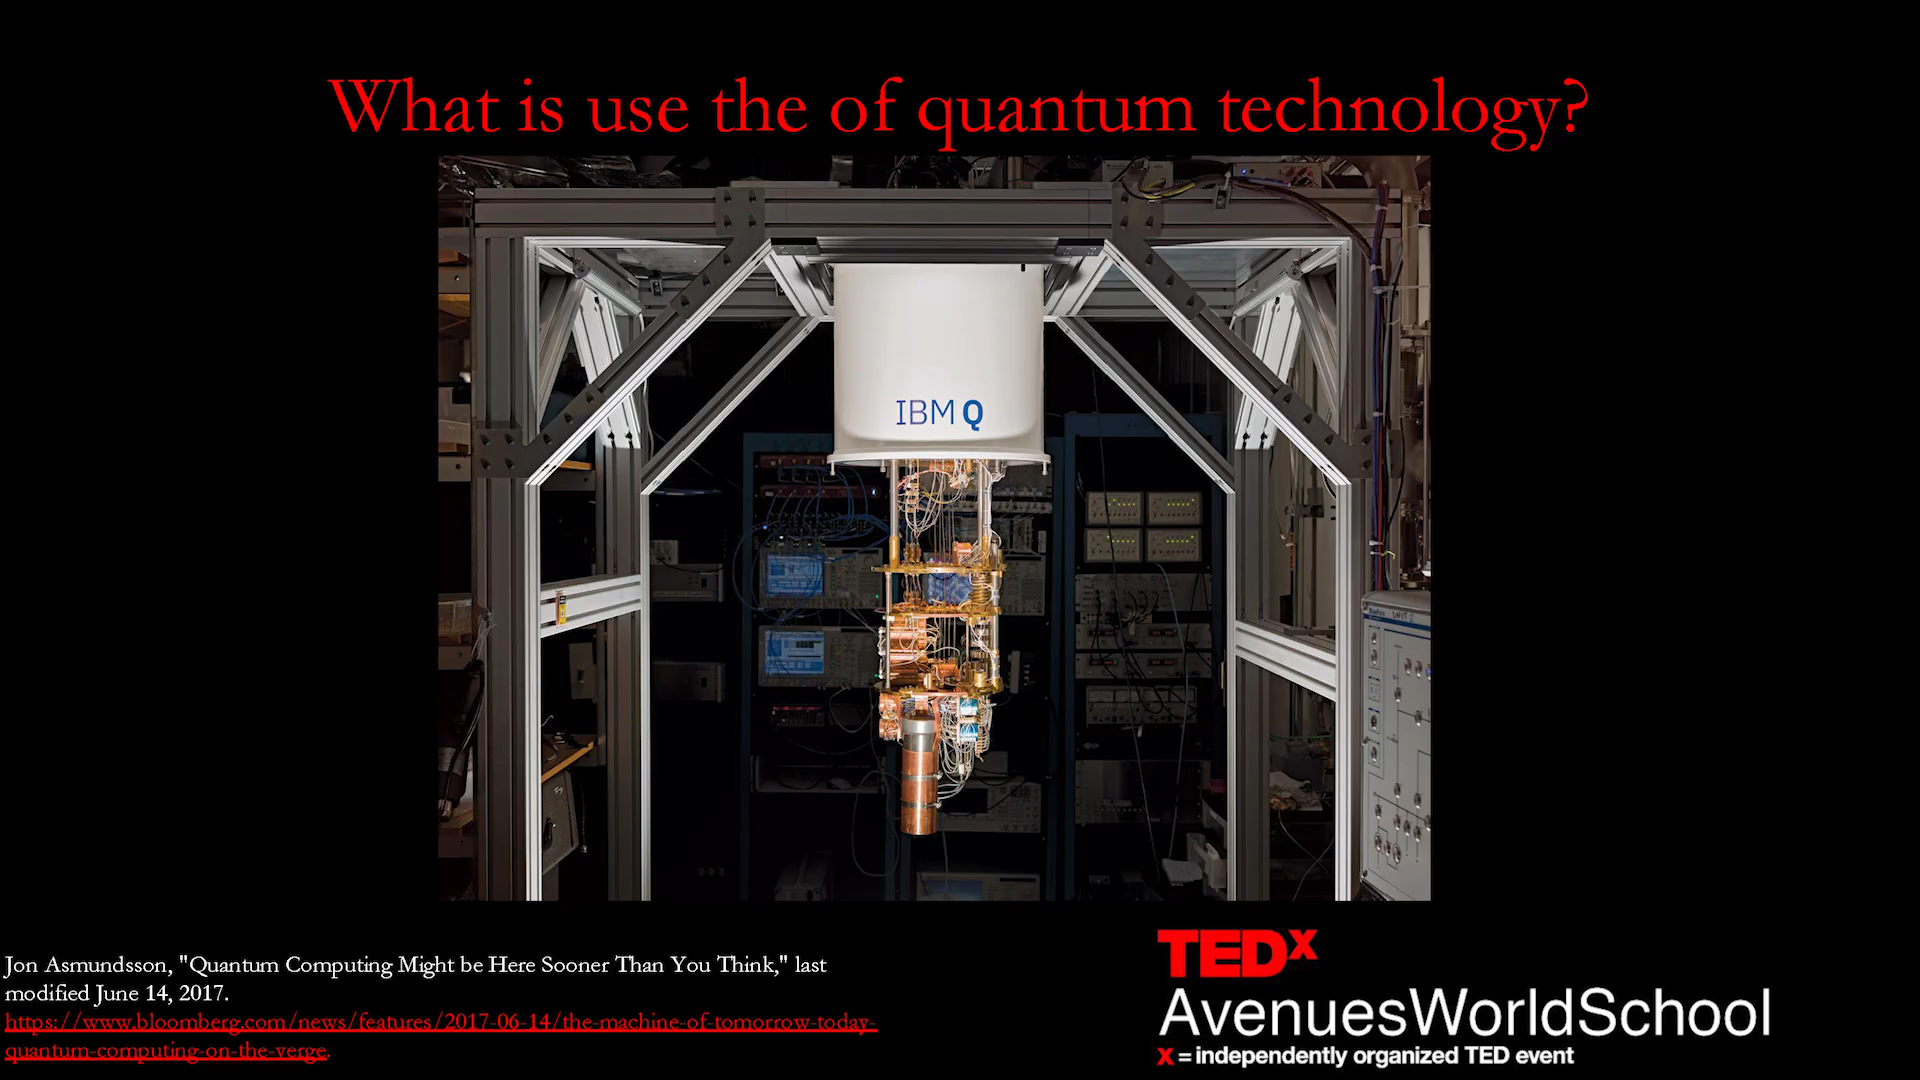 What is use the of quantum technology?
IBM Q
Jon Asmundsson, "Quantum Computing Might be Here Sooner Than You Think," last
modified June 14, 2017.
https://www.bloomberg.com/news/features/2017-06-14/the-machine-of-tomorrow-today-
quantum-computing-on-the-verge.
TEDx
AvenuesWorldSchool
x = independently organized TED event